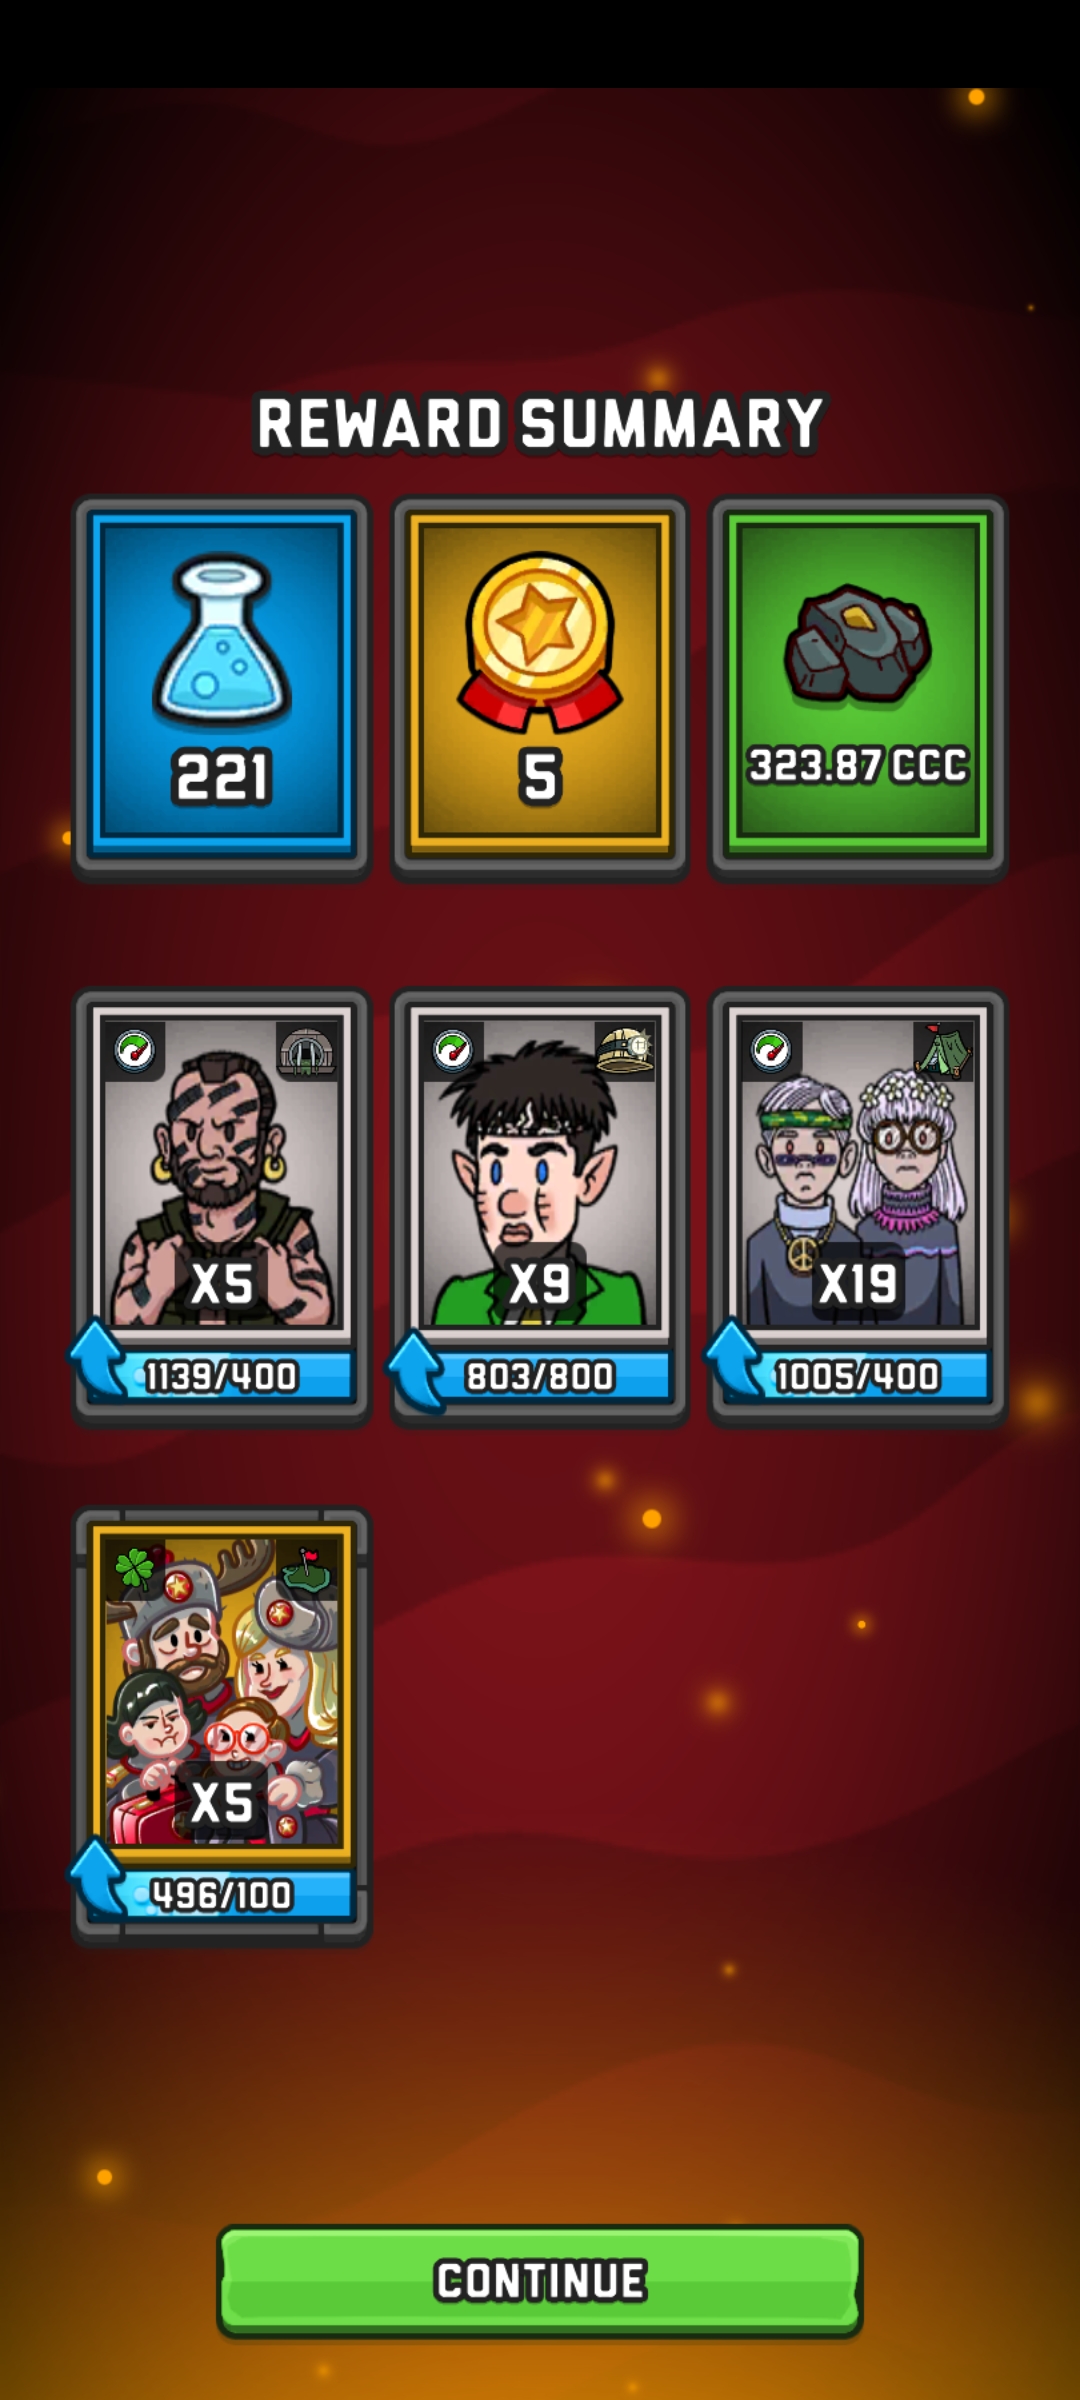 REWARD SUMMARY
221
5
323.87 CCC
X5
X9
X19
1139/400
803/800
1005/400
X5
496/100
CONTINUE